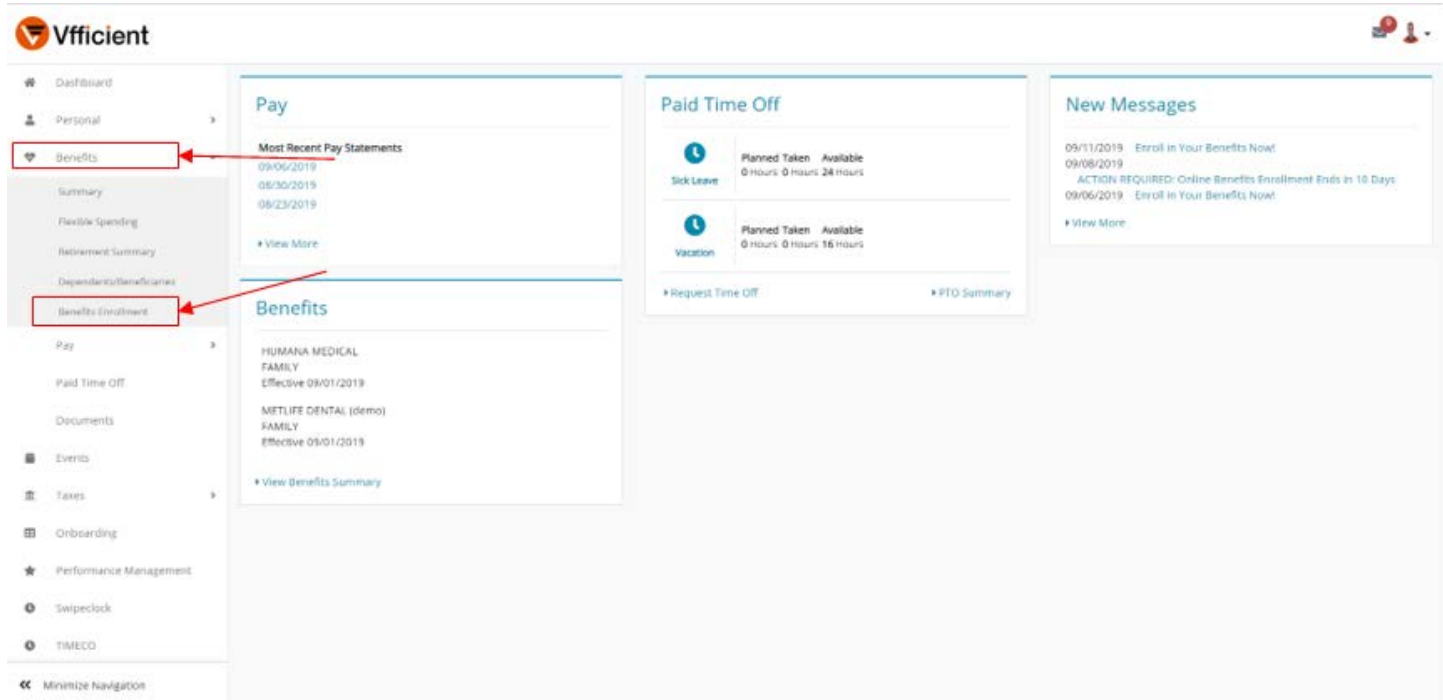 Vfficient
9
Dashboard
Personal
Benefits
Summary
Flexible Spending
Retirement Summary
Dependents/Beneficiaries
Benefits Enrollment
Pay
Paid Time Off
Documents
Events
Taxes
Onboarding
Performance Management
Swipeclock
TIMECO
Minimize Navigation
Pay
Most Recent Pay Statements
09/06/2019
08/30/2019
08/23/2019
View More
Benefits
HUMANA MEDICAL
FAMILY
Effective 09/01/2019
METLIFE DENTAL (demo)
FAMILY
Effective 09/01/2019
View Benefits Summary
Paid Time Off
Sick Leave
Planned Taken Available
0 Hours 0 Hours 24 Hours
Vacation
Planned Taken Available
0 Hours 0 Hours 16 Hours
Request Time Off
PTO Summary
New Messages
09/11/2019 Enroll in Your Benefits Now!
09/08/2019
ACTION REQUIRED: Online Benefits Enrollment Ends in 10 Days
09/06/2019 Enroll in Your Benefits Now!
View More